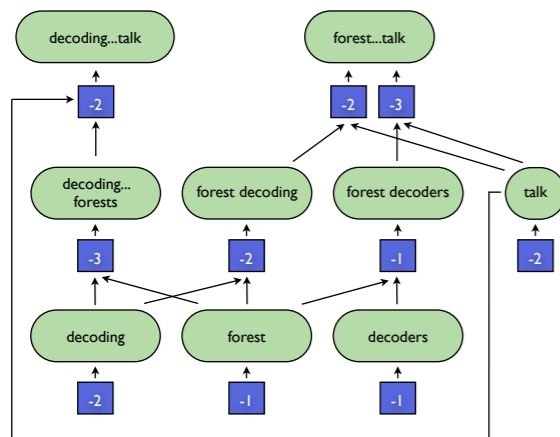 decoding...talk
forest...talk
-2
-2
-3
decoding...
forests
forest decoding
forest decoders
talk
-3
-2
-1
-2
decoding
forest
decoders
-2
-1
-1